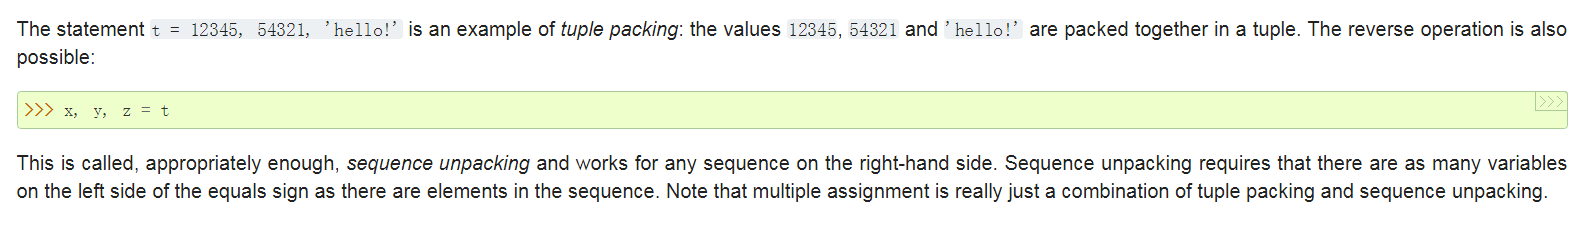 The statement t = 12345, 54321, 'hello!' is an example of tuple packing: the values 12345, 54321 and 'hello!' are packed together in a tuple. The reverse operation is also
possible:
>>> x, y, z = t
>>>
This is called, appropriately enough, sequence unpacking and works for any sequence on the right-hand side. Sequence unpacking requires that there are as many variables
on the left side of the equals sign as there are elements in the sequence. Note that multiple assignment is really just a combination of tuple packing and sequence unpacking.